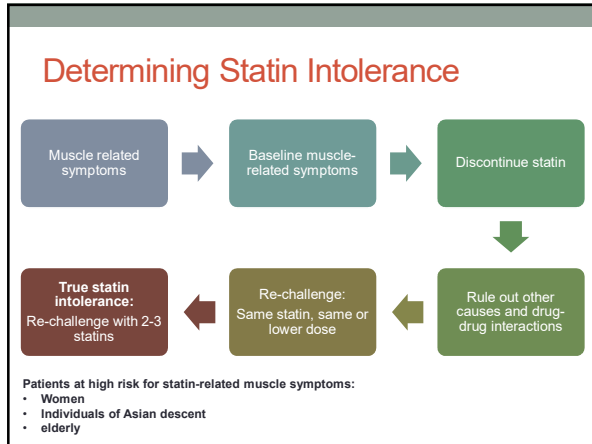 Determining Statin Intolerance
Muscle related
symptoms
Baseline muscle-
related symptoms
Discontinue statin
Rule out other
causes and drug-
drug interactions
Re-challenge:
Same statin, same or
lower dose
True statin
intolerance:
Re-challenge with 2-3
statins
Patients at high risk for statin-related muscle symptoms:
• Women
• Individuals of Asian descent
• elderly